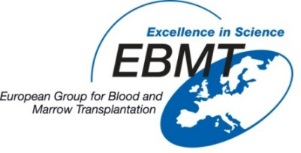 Excellence in Science
EBMT
European Group for Blood and
Marrow Transplantation